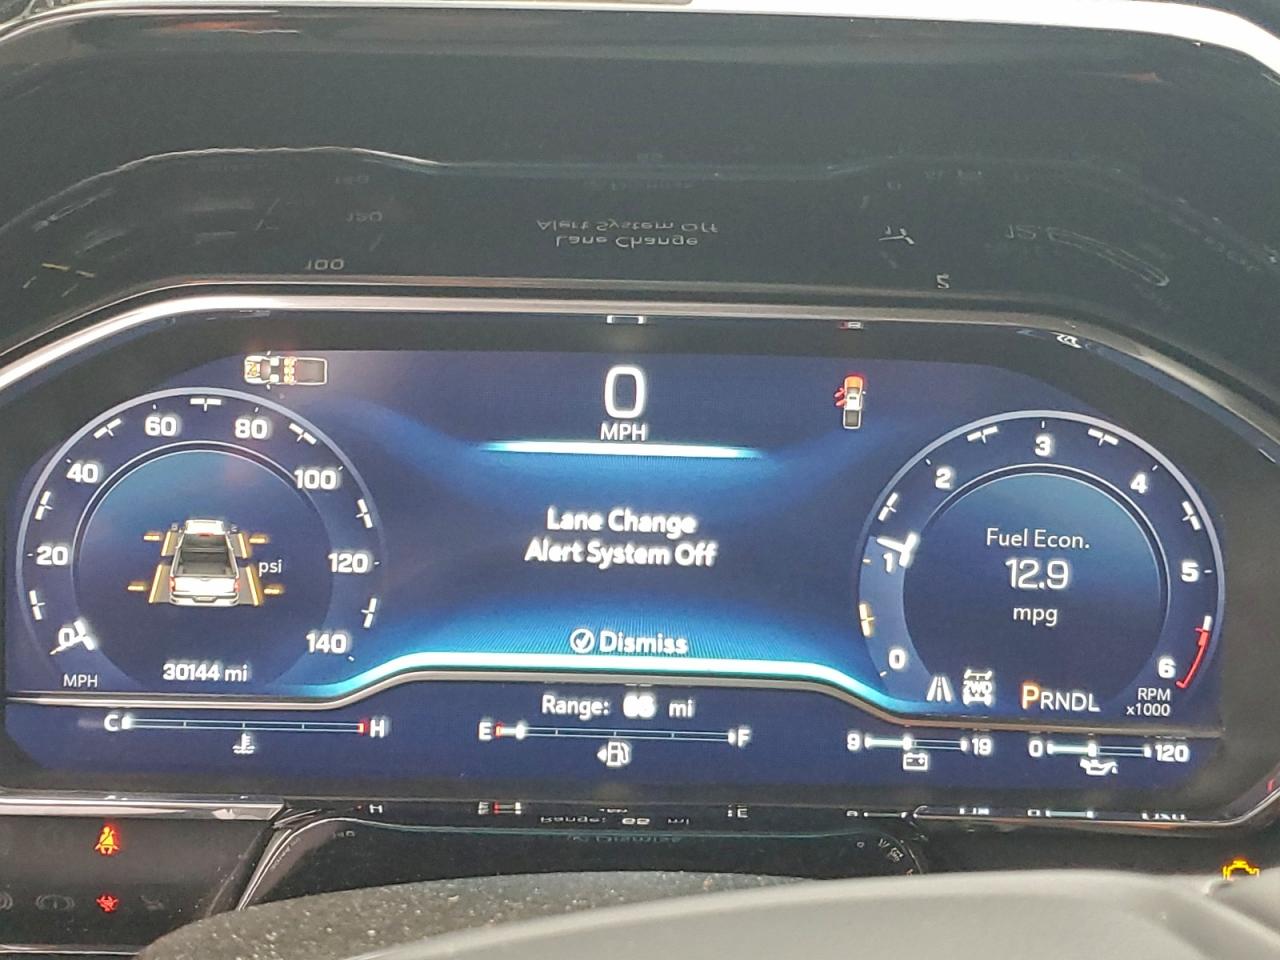 0
MPH
60
80
40
100
20
120
0
140
psi
30144 mi
MPH
Lane Change
Alert System Off
Dismiss
3
2
4
1
5
0
6
Fuel Econ.
12.9
mpg
2WD
PRNDL
RPM
x1000
C H
Range: mi
E F
9 19
0 120